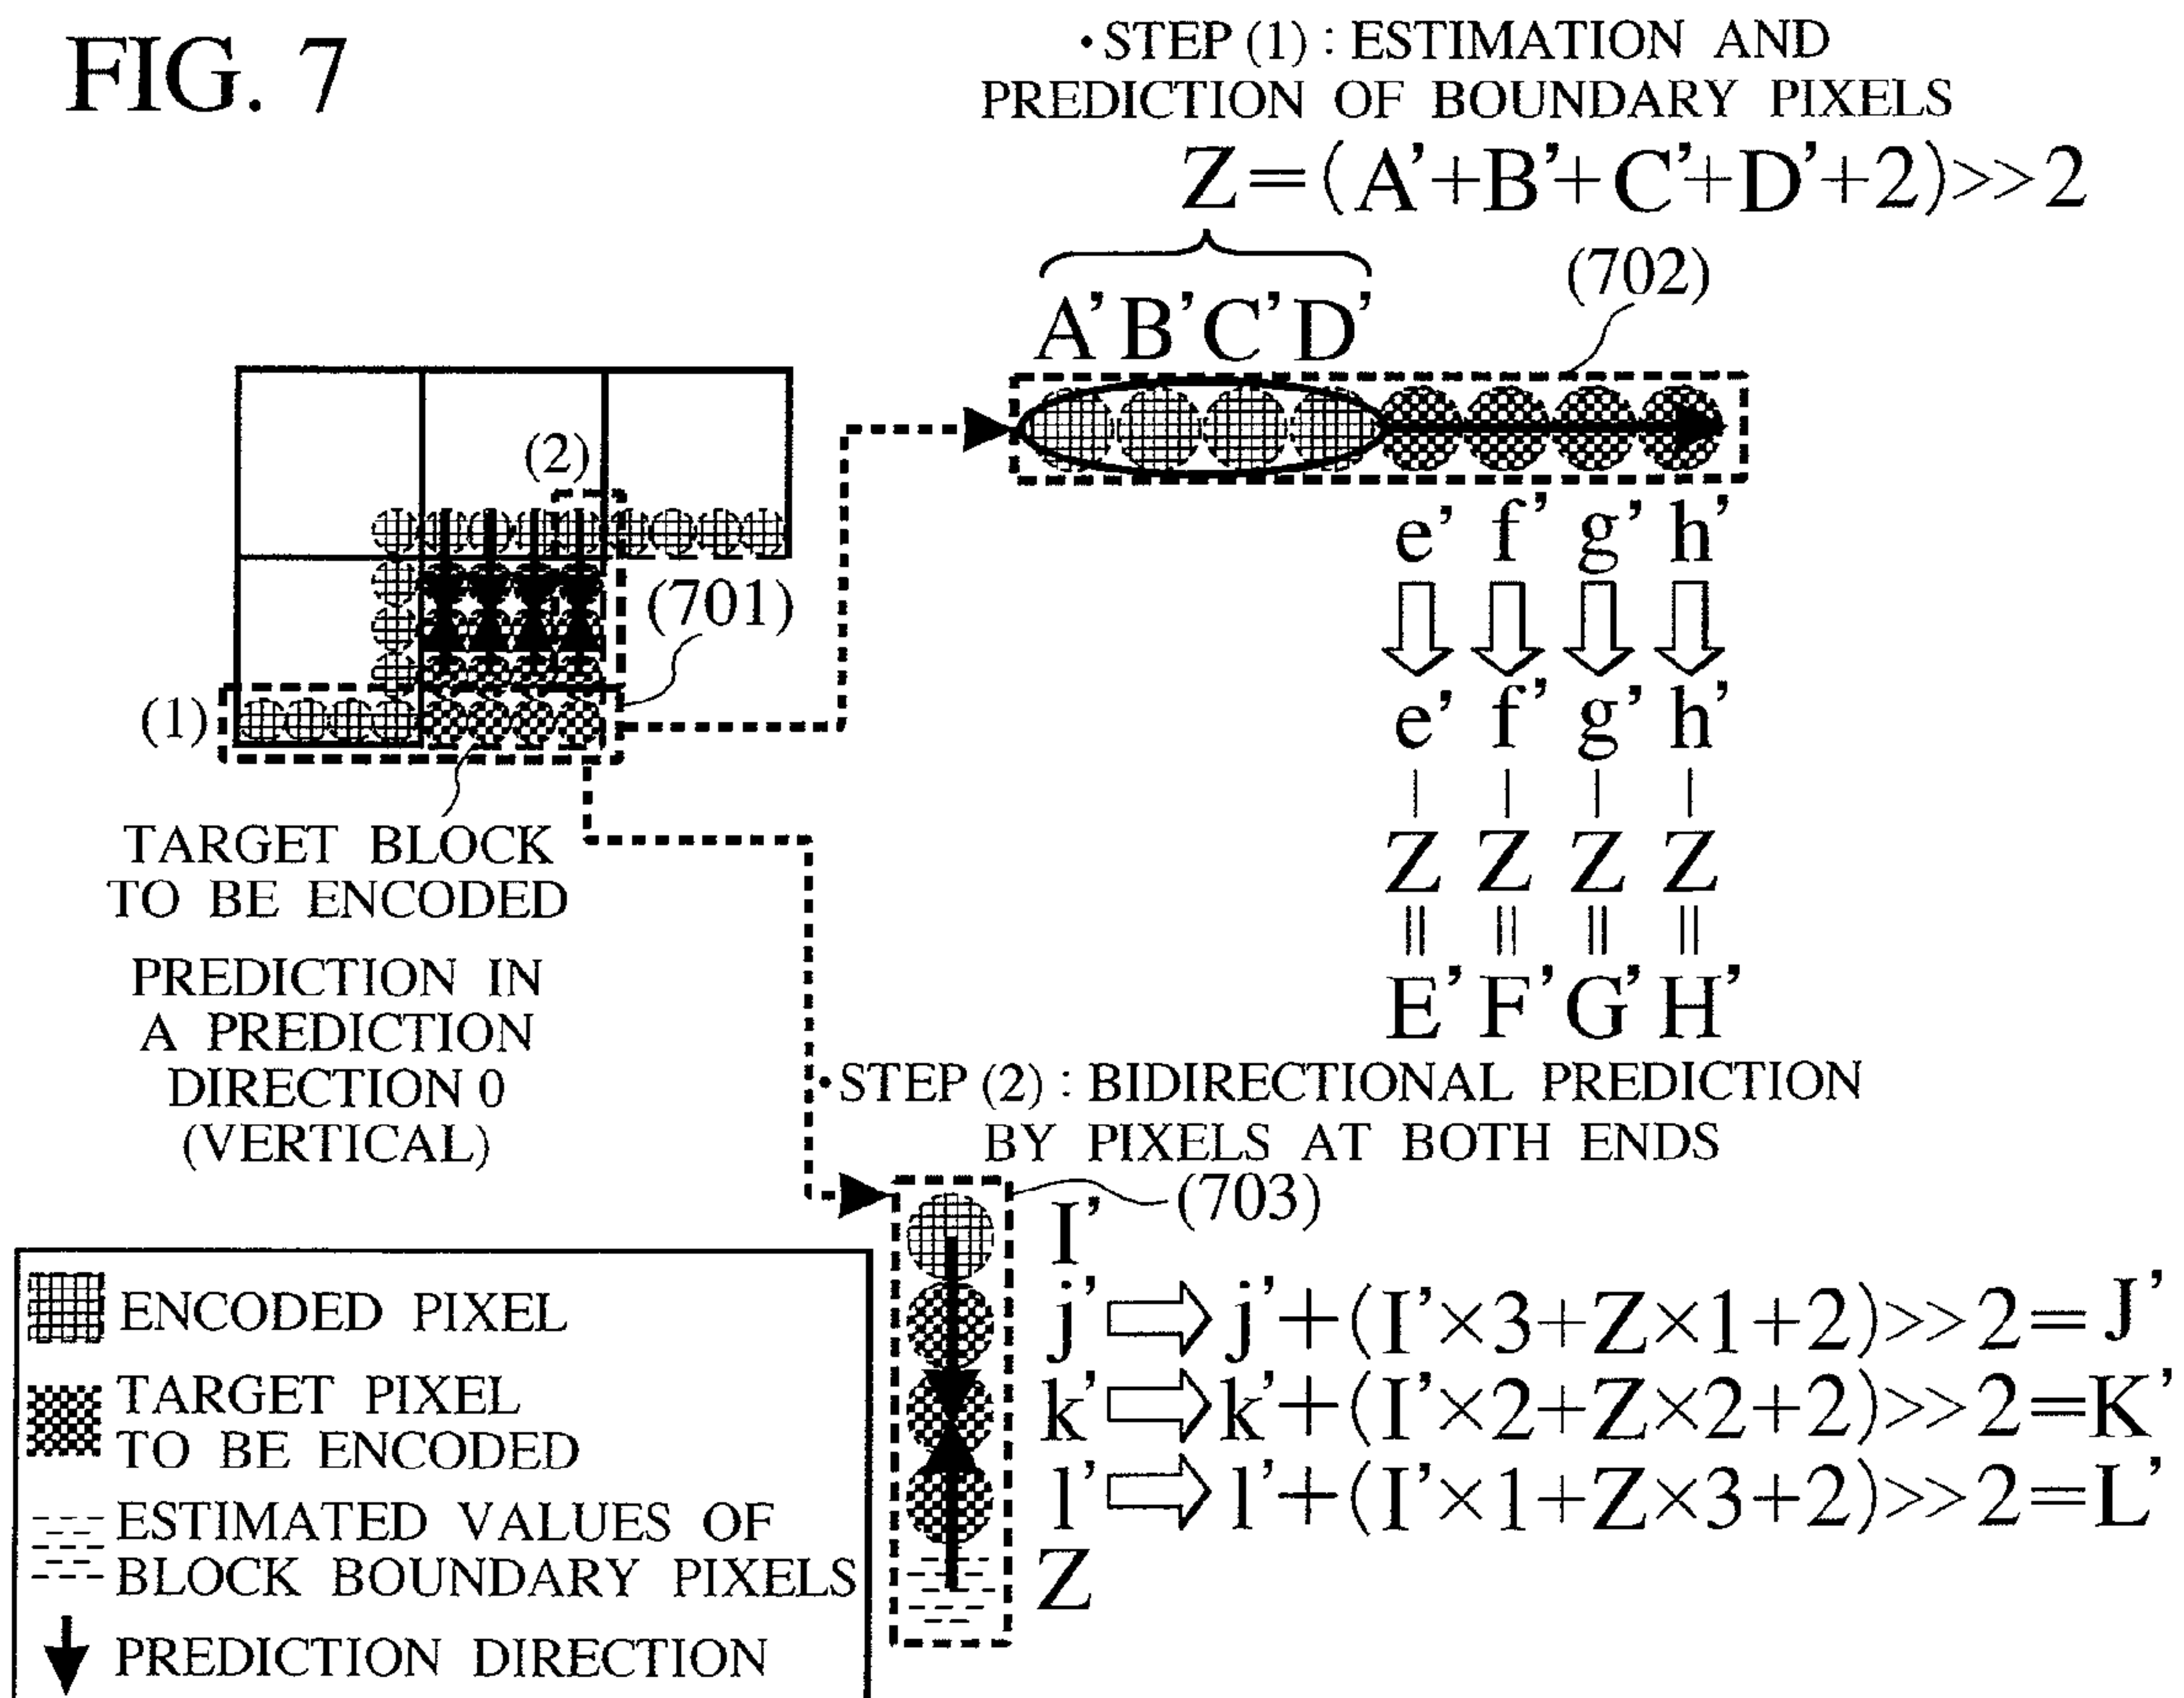 FIG. 7
•STEP (1) : ESTIMATION AND
PREDICTION OF BOUNDARY PIXELS
Z=(A'+B'+C'+D'+2)>>2
(702)
A' B' C' D'
(2)
(701)
(1)
e' f' g' h'
e' f' g' h'
| | | |
Z Z Z Z
|| || || ||
E' F' G' H'
TARGET BLOCK
TO BE ENCODED
PREDICTION IN
A PREDICTION
DIRECTION 0
(VERTICAL)
•STEP (2) : BIDIRECTIONAL PREDICTION
BY PIXELS AT BOTH ENDS
(703)
I'
j' ⇨ j'+(I'×3+Z×1+2)>>2=J'
k' ⇨ k'+(I'×2+Z×2+2)>>2=K'
l' ⇨ l'+(I'×1+Z×3+2)>>2=L'
Z
ENCODED PIXEL
TARGET PIXEL
TO BE ENCODED
ESTIMATED VALUES OF
BLOCK BOUNDARY PIXELS
PREDICTION DIRECTION